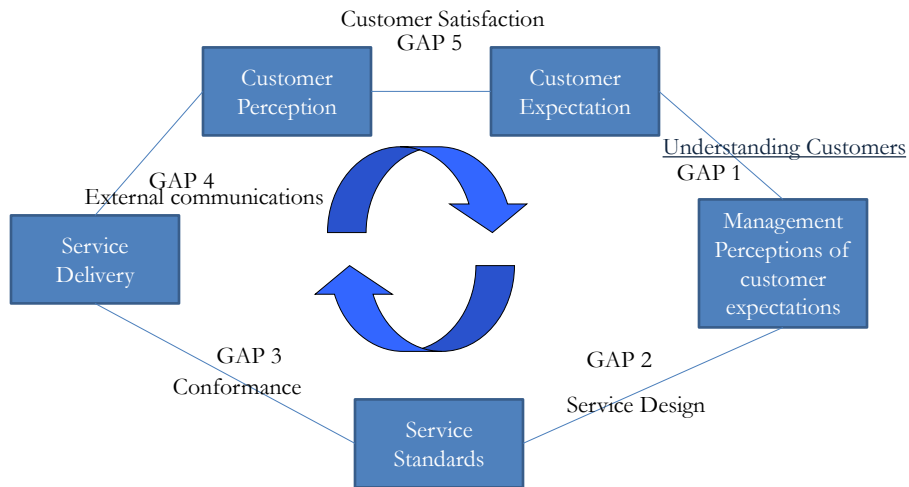 Customer Satisfaction
GAP 5
Customer
Perception
Customer
Expectation
Understanding Customers
GAP 1
GAP 4
External communications
Service
Delivery
Management
Perceptions of
customer
expectations
GAP 3
Conformance
GAP 2
Service Design
Service
Standards